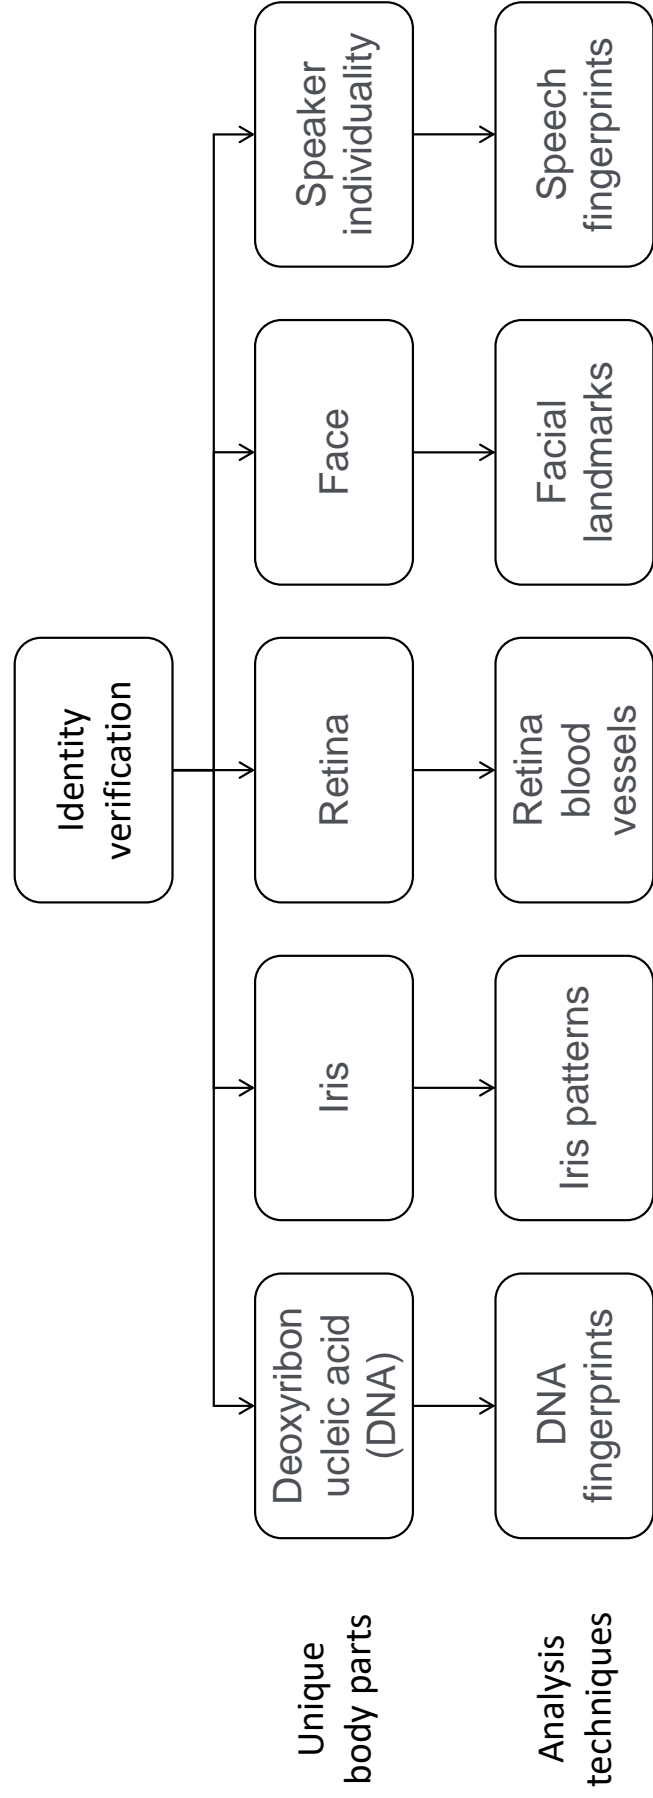 Identity
verification
Unique
body parts
Deoxyribon
ucleic acid
(DNA)
Iris
Retina
Face
Speaker
individuality
Analysis
techniques
DNA
fingerprints
Iris patterns
Retina
blood
vessels
Facial
landmarks
Speech
fingerprints